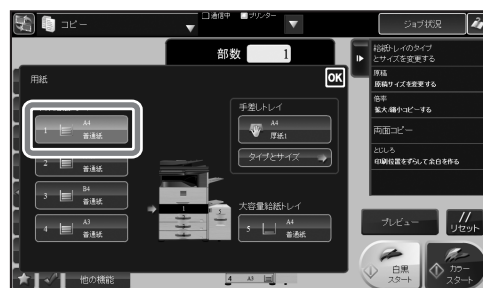 コピー
通信中
プリンター
ジョブ状況
部数 1
給紙トレイのタイプ
とサイズを変更する
原稿
原稿サイズを変更する
倍率
拡大/縮小コピーする
両面コピー
とじしろ
印刷位置をずらして余白を作る
用紙
OK
1 A4
普通紙
2
普通紙
3 B4
普通紙
4 A3
普通紙
手差しトレイ
A4
厚紙1
タイプとサイズ
1
5
大容量給紙トレイ
5 A4
普通紙
プレビュー
リセット
白黒
スタート
カラー
スタート
他の機能
4 A3